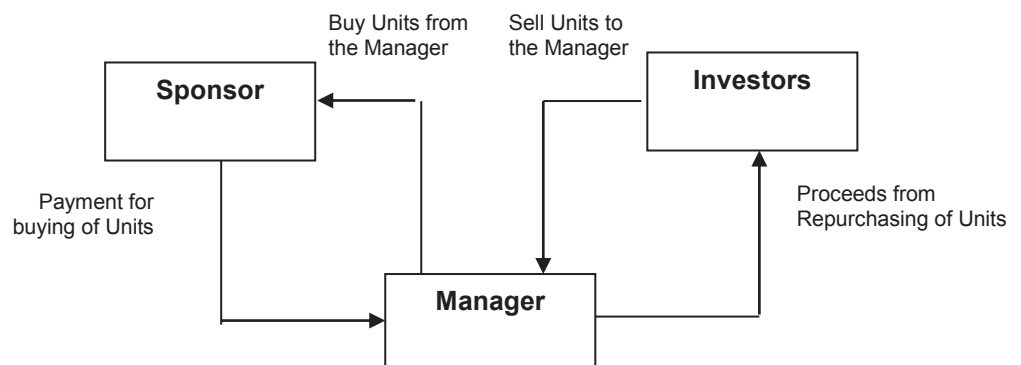 Buy Units from
the Manager
Sell Units to
the Manager
Sponsor
Investors
Payment for
buying of Units
Proceeds from
Repurchasing of Units
Manager